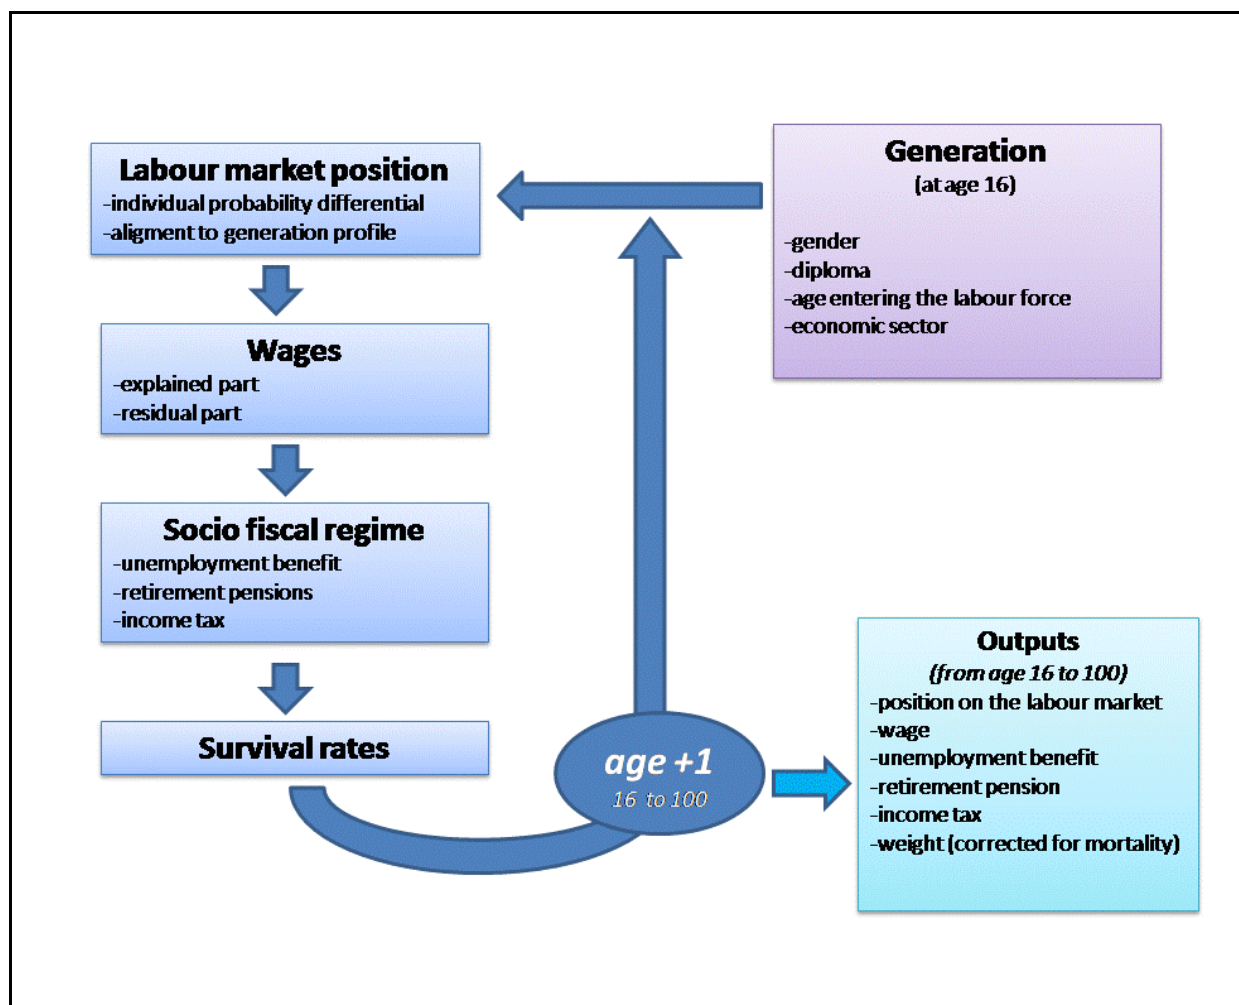 Labour market position
-individual probability differential
-aligment to generation profile
Wages
-explained part
-residual part
Socio fiscal regime
-unemployment benefit
-retirement pensions
-income tax
Survival rates
age +1
16 to 100
Generation
(at age 16)
-gender
-diploma
-age entering the labour force
-economic sector
Outputs
(from age 16 to 100)
-position on the labour market
-wage
-unemployment benefit
-retirement pension
-income tax
-weight (corrected for mortality)